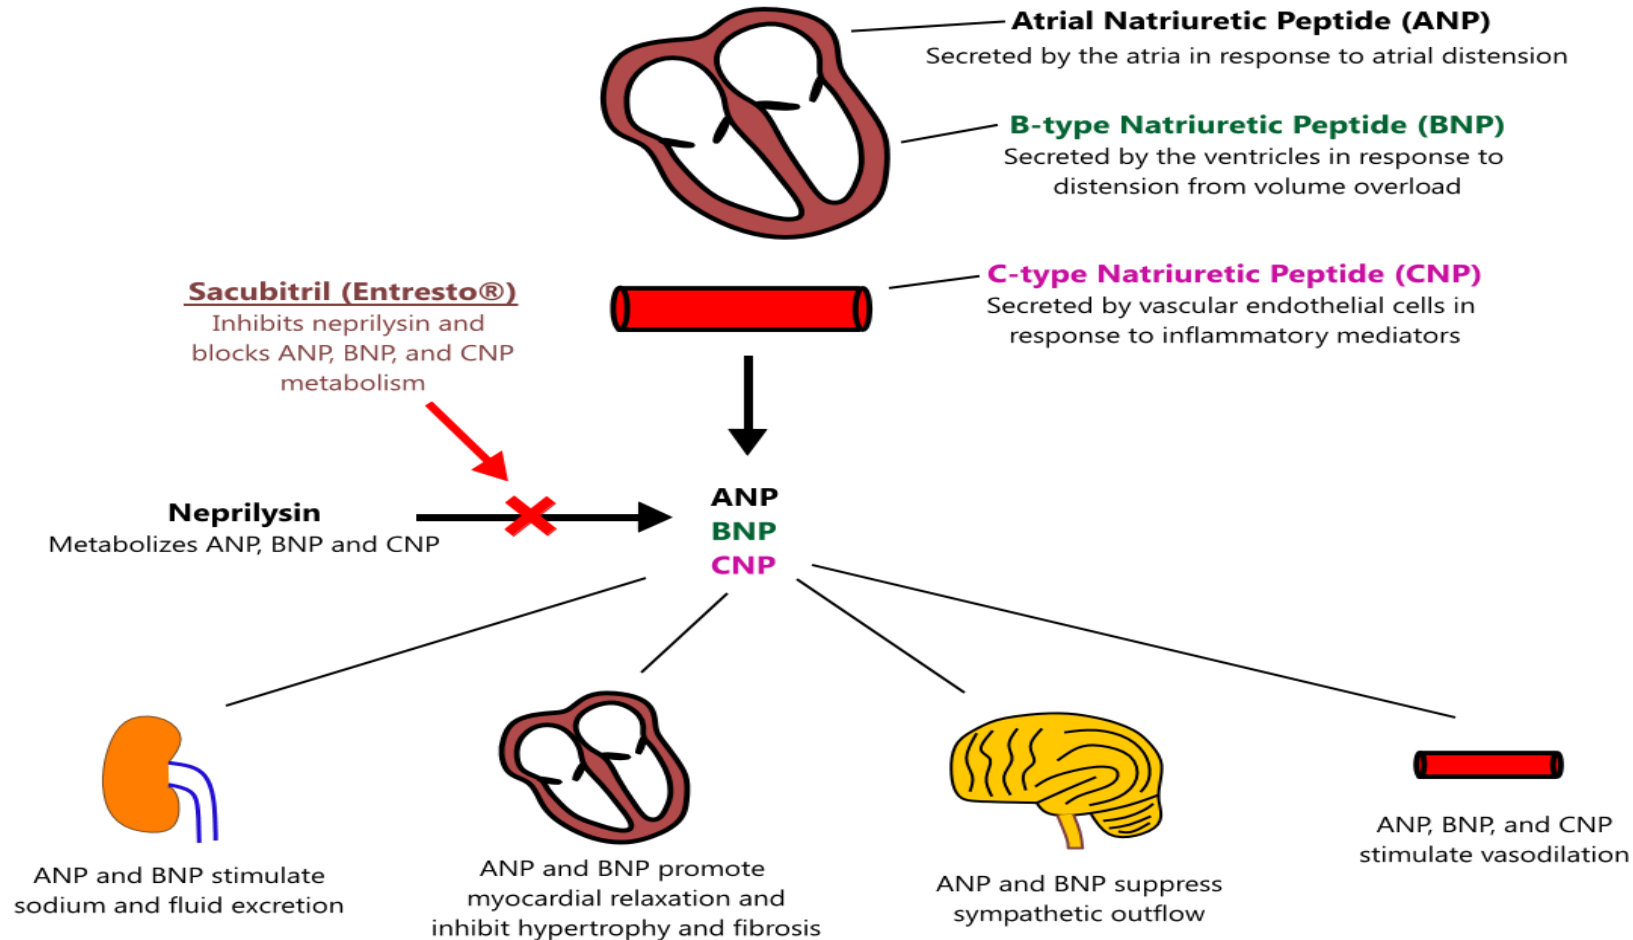 Atrial Natriuretic Peptide (ANP)
Secreted by the atria in response to atrial distension
B-type Natriuretic Peptide (BNP)
Secreted by the ventricles in response to
distension from volume overload
C-type Natriuretic Peptide (CNP)
Secreted by vascular endothelial cells in
response to inflammatory mediators
Sacubitril (Entresto®)
Inhibits neprilysin and
blocks ANP, BNP, and CNP
metabolism
Neprilysin
Metabolizes ANP, BNP and CNP
ANP
BNP
CNP
ANP and BNP stimulate
sodium and fluid excretion
ANP and BNP promote
myocardial relaxation and
inhibit hypertrophy and fibrosis
ANP and BNP suppress
sympathetic outflow
ANP, BNP, and CNP
stimulate vasodilation